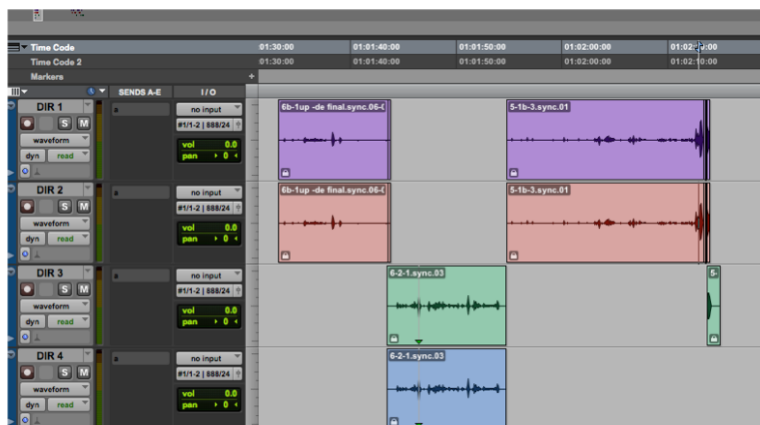 Time Code 01:30:00 01:01:40:00 01:01:50:00 01:02:00:00
Time Code 2 01:30:00 01:01:40:00 01:01:50:00 01:02:00:00
Markers +
SENDS A-E I / O
DIR 1 a no input 6b-1up -de final.sync.06- 5-1b-3.sync.01
S M #1/1-2 | 888/24
waveform vol 0.0
dyn read pan 0
DIR 2 a no input 6b-1up -de final.sync.06- 5-1b-3.sync.01
S M #1/1-2 | 888/24
waveform vol 0.0
dyn read pan 0
DIR 3 a no input 6-2-1.sync.03 5-
S M #1/1-2 | 888/24
waveform vol 0.0
dyn read pan 0
DIR 4 a no input 6-2-1.sync.03
S M #1/1-2 | 888/24
waveform vol 0.0
dyn read pan 0